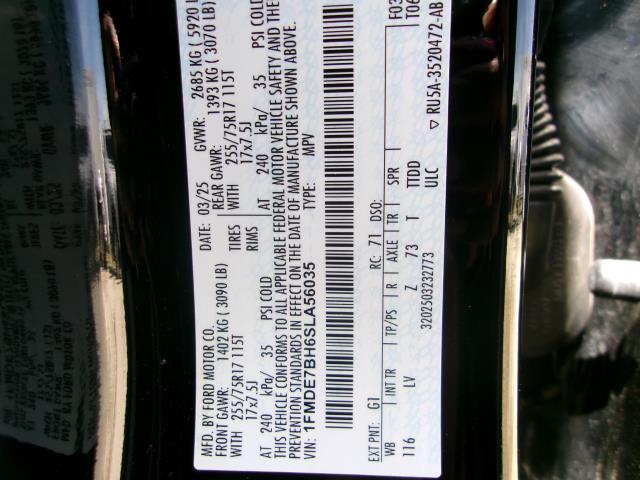 MFD. BY FORD MOTOR CO.
DATE: 03/25 GVWR: 2685 KG ( 5920 L
FRONT GAWR: 1402 KG ( 3090 LB) REAR GAWR: 1393 KG ( 3070 LB)
WITH 255/75R17 115T TIRES WITH 255/75R17 115T
17x7.5J RIMS 17x7.5J
AT 240 kPa/ 35 PSI COLD AT 240 kPa/ 35 PSI COLD
THIS VEHICLE CONFORMS TO ALL APPLICABLE FEDERAL MOTOR VEHICLE SAFETY AND THE
PREVENTION STANDARDS IN EFFECT ON THE DATE OF MANUFACTURE SHOWN ABOVE.
VIN: 1FMDE7BH6SLA56035 TYPE: MPV
F03
T06
EXT PNT: G1 RC: 71 DSO:
WB INT TR TP/PS R AXLE TR SPR
116 LV Z 73 T TTDD
3202503232773 ULC
▽ RU5A-3520472-AB